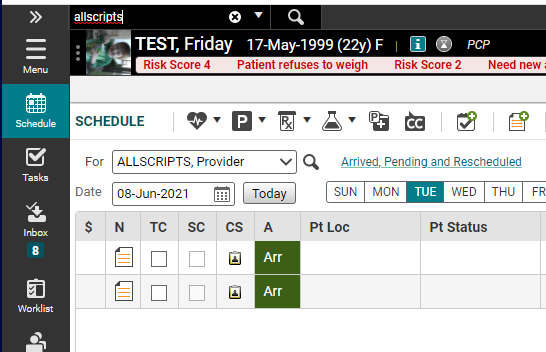 allscripts
TEST, Friday 17-May-1999 (22y) F | i PCP
Risk Score 4 Patient refuses to weigh Risk Score 2 Need new
Menu
Schedule
Tasks
Inbox
8
Worklist
SCHEDULE P Rx P CC
For ALLSCRIPTS, Provider Arrived, Pending and Rescheduled
Date 08-Jun-2021 Today SUN MON TUE WED THU FR
$ N TC SC CS A Pt Loc Pt Status
Arr
Arr